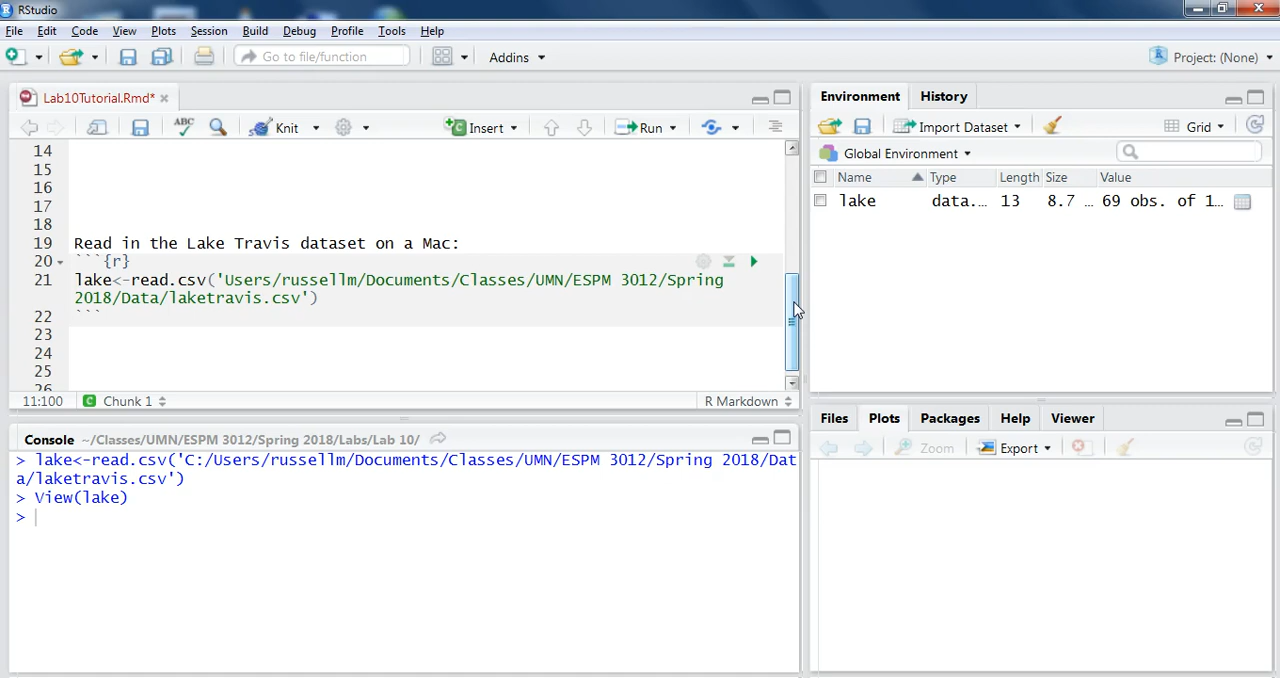 RStudio
File Edit Code View Plots Session Build Debug Profile Tools Help
Go to file/function Addins Project: (None)
Lab10Tutorial.Rmd*
ABC Knit Insert Run
14
15
16
17
18
19 Read in the Lake Travis dataset on a Mac:
20 ```{r}
21 lake<-read.csv('Users/russellm/Documents/Classes/UMN/ESPM 3012/Spring
2018/Data/laketravis.csv')
22 ```
23
24
25
26
11:100 C Chunk 1 R Markdown
Console ~/Classes/UMN/ESPM 3012/Spring 2018/Labs/Lab 10/
> lake<-read.csv('C:/Users/russellm/Documents/Classes/UMN/ESPM 3012/Spring 2018/Dat
a/laketravis.csv')
> View(lake)
>
Environment History
Import Dataset Grid
Global Environment
Name Type Length Size Value
lake data.… 13 8.7 … 69 obs. of 1…
Files Plots Packages Help Viewer
Zoom Export